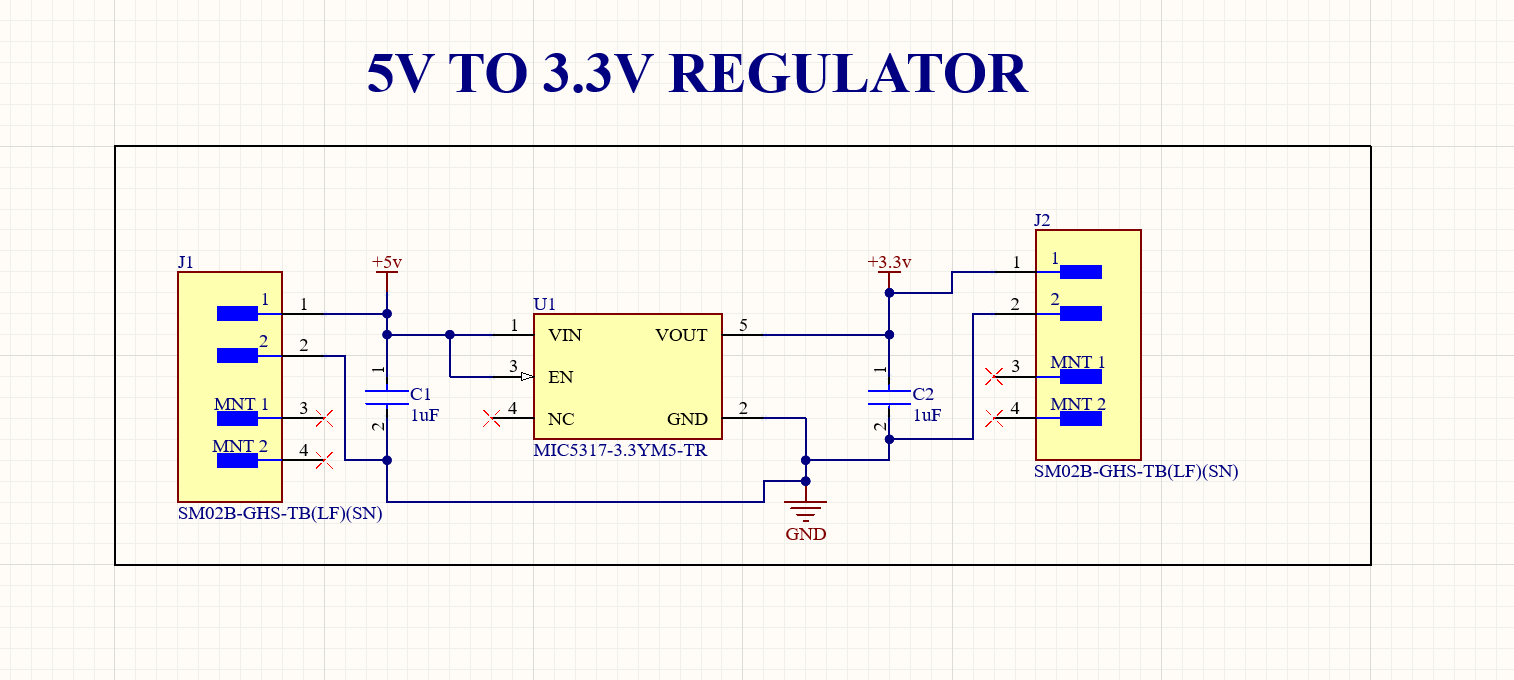 5V TO 3.3V REGULATOR
J1
1 1
2 2
MNT 1 3
MNT 2 4
SM02B-GHS-TB(LF)(SN)
+5v
1
C1
1uF
2
U1
1 VIN VOUT 5
3 EN
4 NC GND 2
MIC5317-3.3YM5-TR
+3.3v
1
C2
1uF
2
GND
J2
1 1
2 2
3 MNT 1
4 MNT 2
SM02B-GHS-TB(LF)(SN)